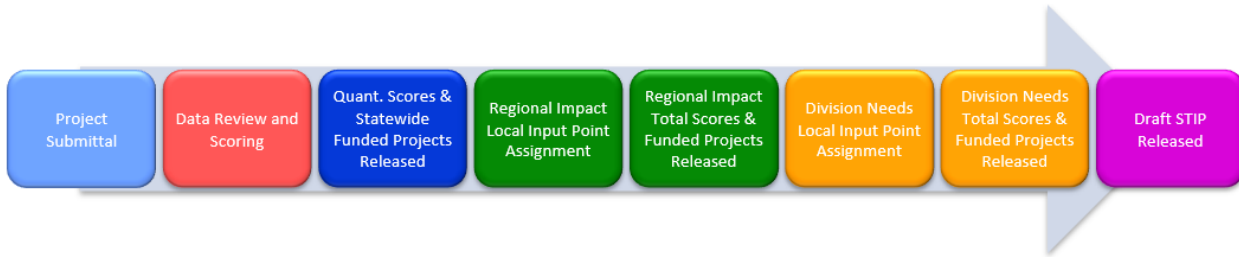 Project
Submittal
Data Review and
Scoring
Quant. Scores &
Statewide
Funded Projects
Released
Regional Impact
Local Input Point
Assignment
Regional Impact
Total Scores &
Funded Projects
Released
Division Needs
Local Input Point
Assignment
Division Needs
Total Scores &
Funded Projects
Released
Draft STIP
Released